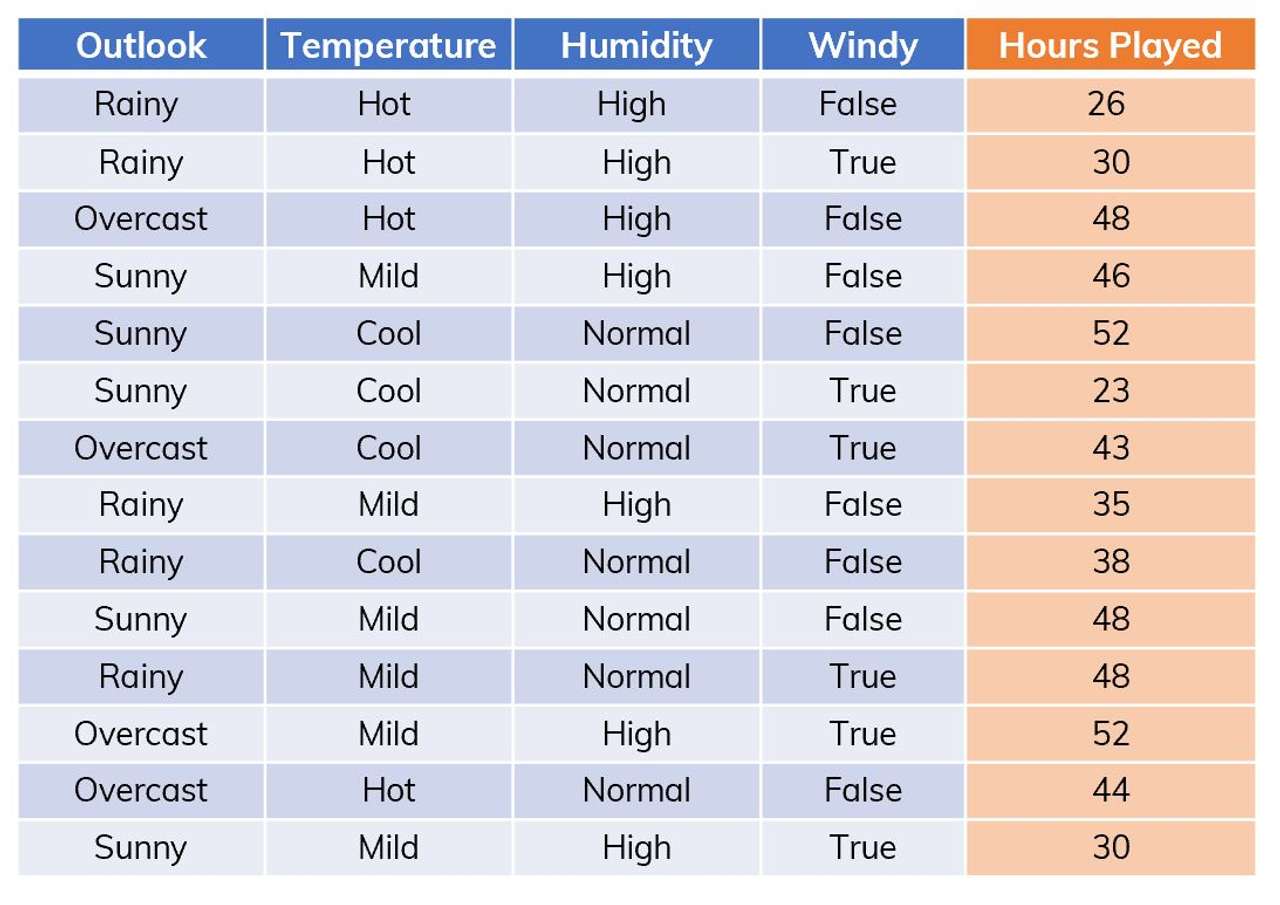 Outlook Temperature Humidity Windy Hours Played
Rainy Hot High False 26
Rainy Hot High True 30
Overcast Hot High False 48
Sunny Mild High False 46
Sunny Cool Normal False 52
Sunny Cool Normal True 23
Overcast Cool Normal True 43
Rainy Mild High False 35
Rainy Cool Normal False 38
Sunny Mild Normal False 48
Rainy Mild Normal True 48
Overcast Mild High True 52
Overcast Hot Normal False 44
Sunny Mild High True 30